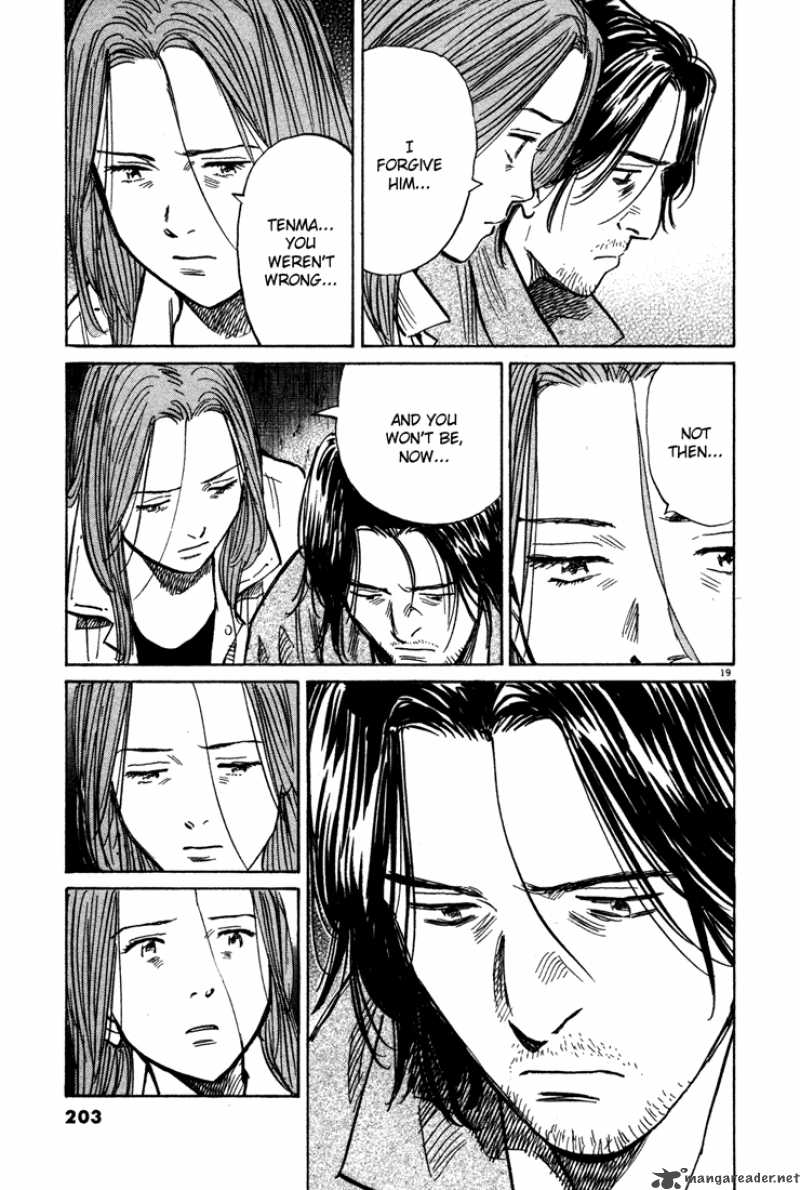 I
FORGIVE
HIM...
TENMA...
YOU
WEREN'T
WRONG...
NOT
THEN...
AND YOU
WON'T BE,
NOW...
19
203
mangareader.net